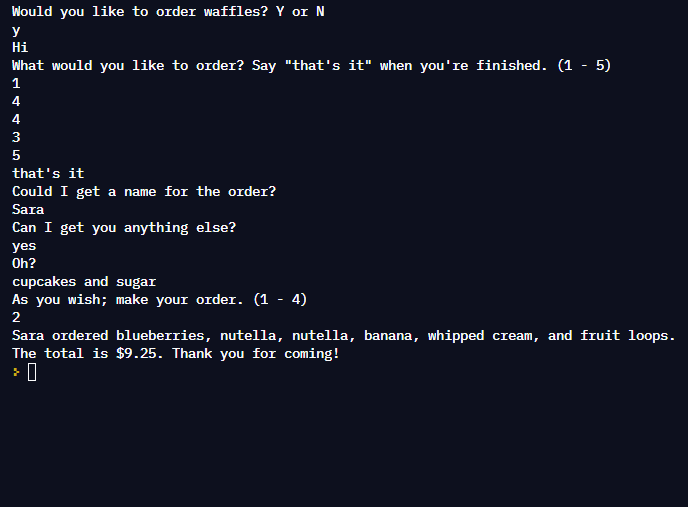 Would you like to order waffles? Y or N
y
Hi
What would you like to order? Say "that's it" when you're finished. (1 - 5)
1
4
4
3
5
that's it
Could I get a name for the order?
Sara
Can I get you anything else?
yes
Oh?
cupcakes and sugar
As you wish; make your order. (1 - 4)
2
Sara ordered blueberries, nutella, nutella, banana, whipped cream, and fruit loops.
The total is $9.25. Thank you for coming!
>